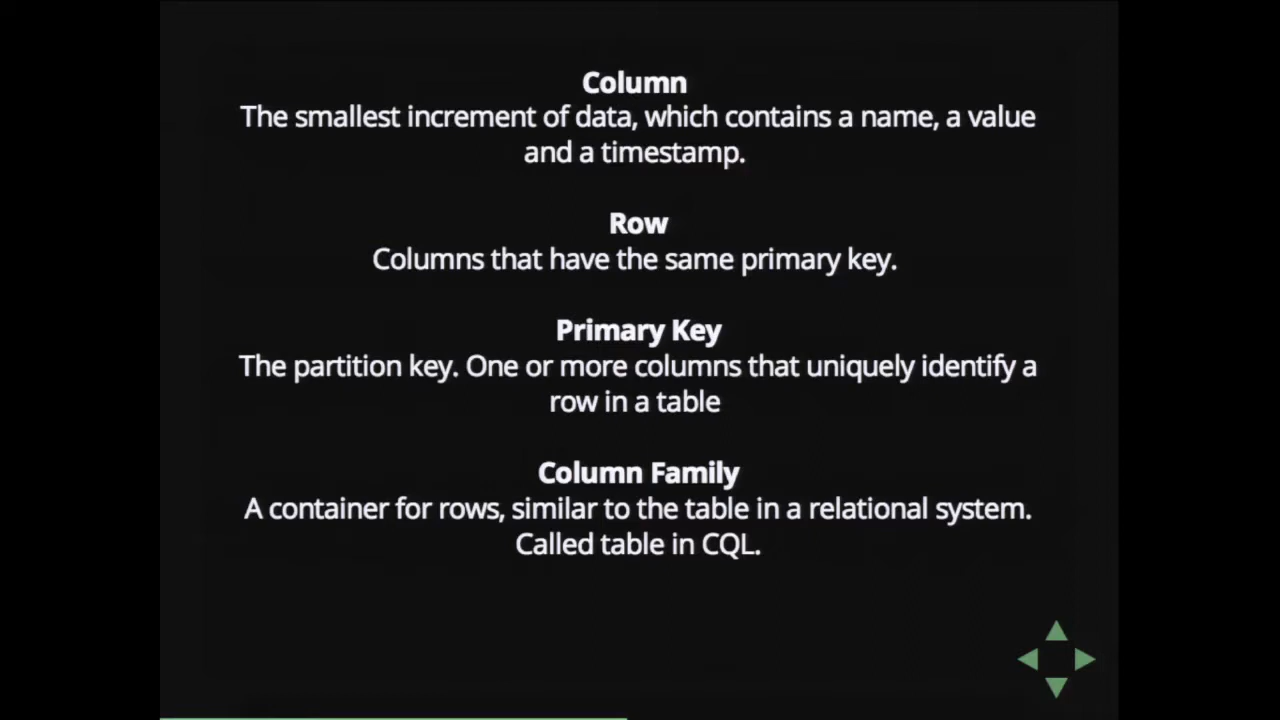 Column
The smallest increment of data, which contains a name, a value
and a timestamp.
Row
Columns that have the same primary key.
Primary Key
The partition key. One or more columns that uniquely identify a
row in a table
Column Family
A container for rows, similar to the table in a relational system.
Called table in CQL.